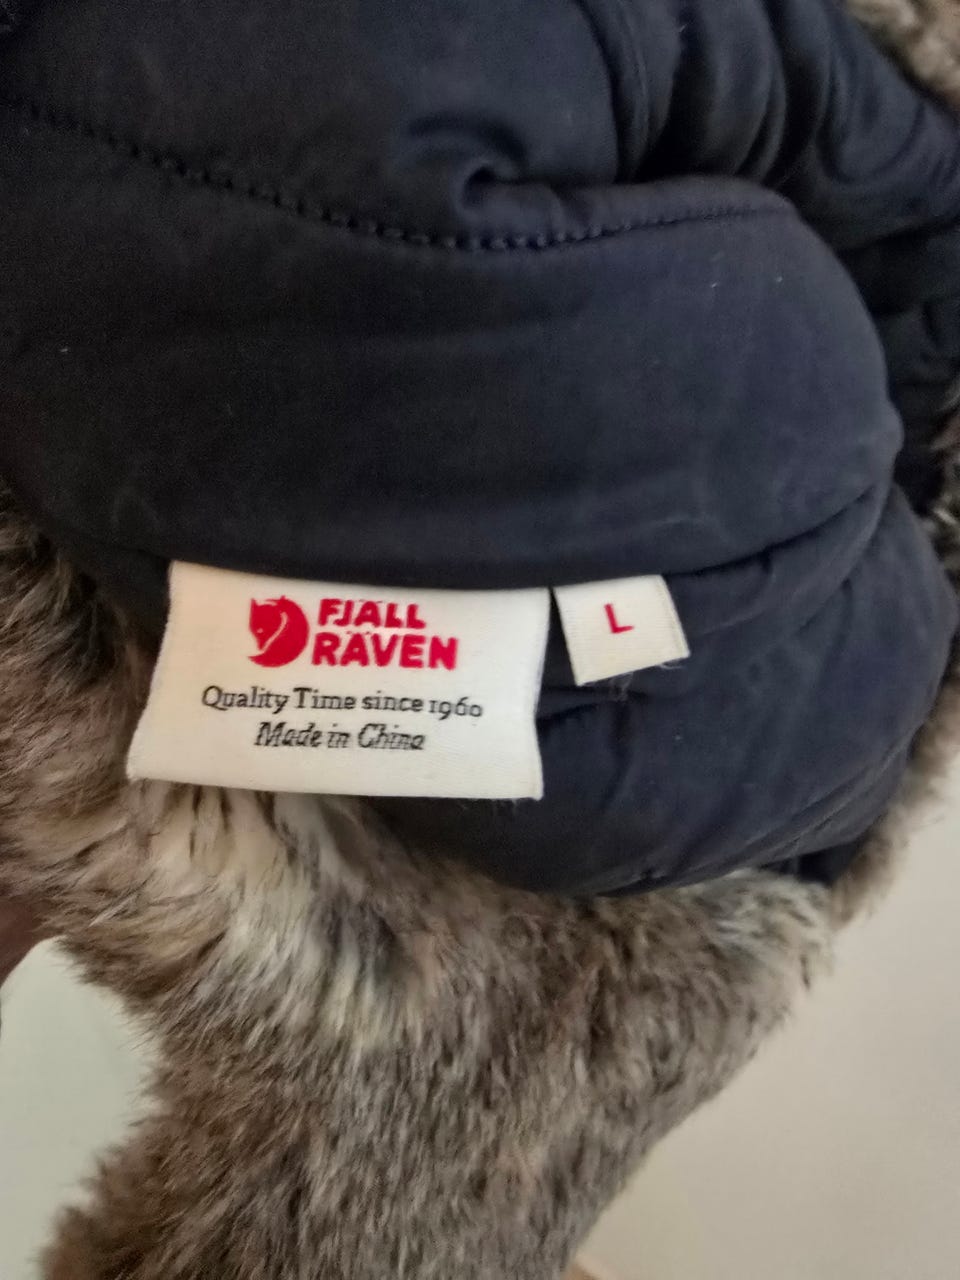 FJÄLL
RÄVEN
Quality Time since 1960
Made in China
L